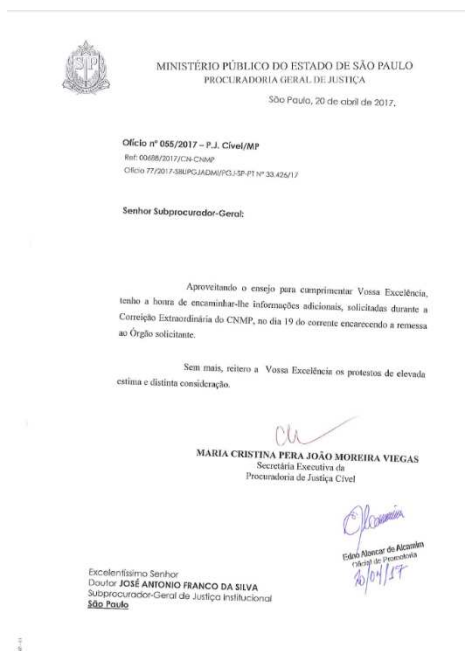 MINISTÉRIO PÚBLICO DO ESTADO DE SÃO PAULO
PROCURADORIA GERAL DE JUSTIÇA
São Paulo, 20 de abril de 2017.
Ofício nº 055/2017 – P.J. Cível/MP
Ref: 00688/2017/CN-CNMP
Ofício 77/2017-SBUPGJADMI/PGJ-SP-PT Nº 33.426/17
Senhor Subprocurador-Geral:
Aproveitando o ensejo para cumprimentar Vossa Excelência,
tenho a honra de encaminhar-lhe informações adicionais, solicitadas durante a
Correição Extraordinária do CNMP, no dia 19 do corrente encarecendo a remessa
ao Órgão solicitante.
Sem mais, reitero a Vossa Excelência os protestos de elevada
estima e distinta consideração.
MARIA CRISTINA PERA JOÃO MOREIRA VIEGAS
Secretária Executiva da
Procuradoria de Justiça Cível
Alcamim
Edno Alencar de Alcamim
Oficial de Promotoria
20/04/17
Excelentíssimo Senhor
Doutor JOSÉ ANTONIO FRANCO DA SILVA
Subprocurador-Geral de Justiça Institucional
São Paulo